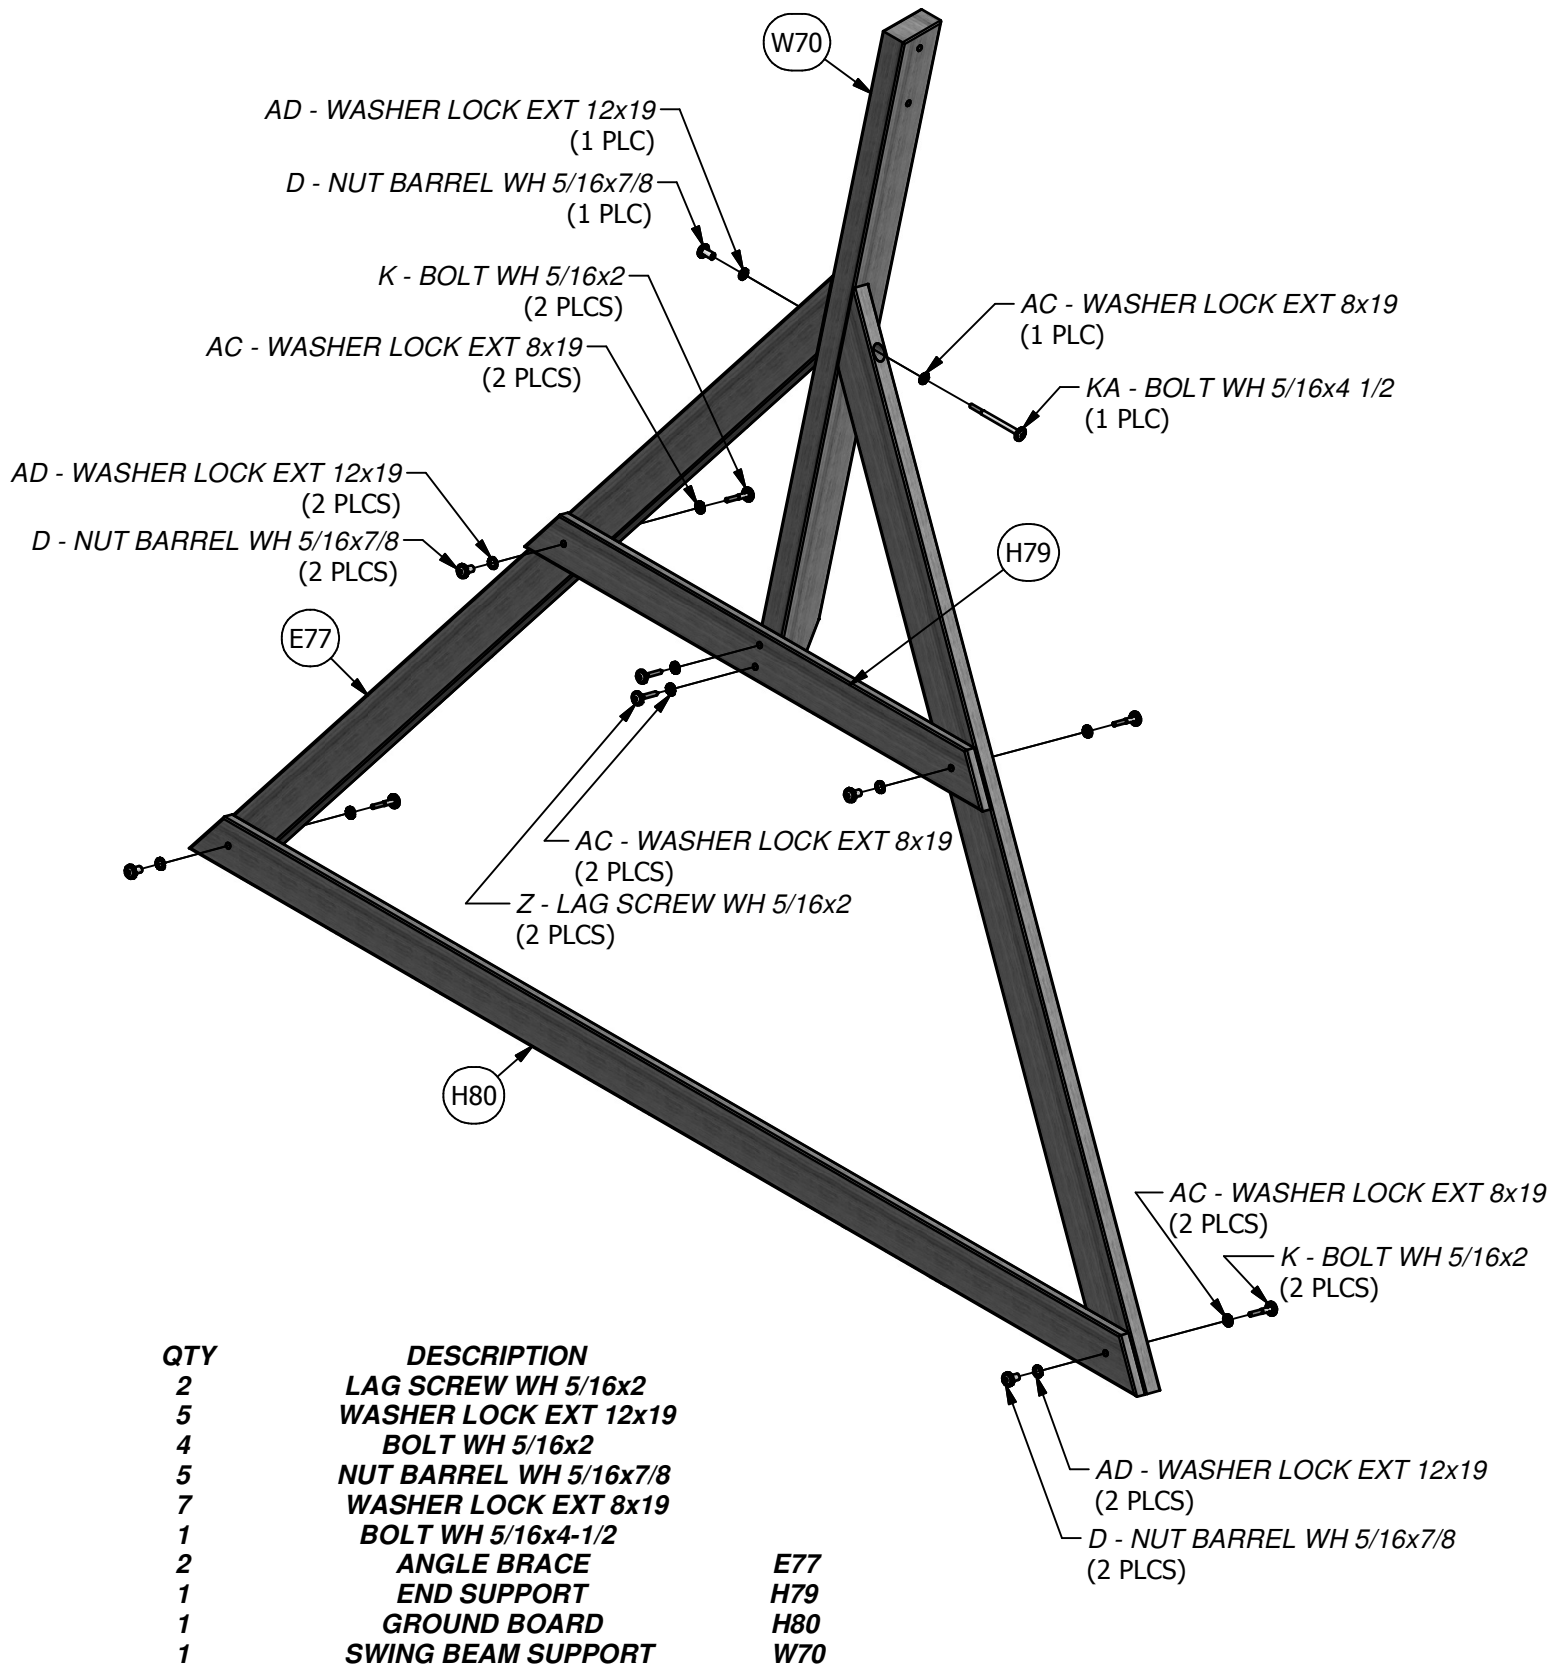 W70
AD - WASHER LOCK EXT 12x19
(1 PLC)
D - NUT BARREL WH 5/16x7/8
(1 PLC)
K - BOLT WH 5/16x2
(2 PLCS)
AC - WASHER LOCK EXT 8x19
(2 PLCS)
AC - WASHER LOCK EXT 8x19
(1 PLC)
KA - BOLT WH 5/16x4 1/2
(1 PLC)
AD - WASHER LOCK EXT 12x19
(2 PLCS)
D - NUT BARREL WH 5/16x7/8
(2 PLCS)
H79
E77
AC - WASHER LOCK EXT 8x19
(2 PLCS)
Z - LAG SCREW WH 5/16x2
(2 PLCS)
H80
AC - WASHER LOCK EXT 8x19
(2 PLCS)
K - BOLT WH 5/16x2
(2 PLCS)
AD - WASHER LOCK EXT 12x19
(2 PLCS)
D - NUT BARREL WH 5/16x7/8
(2 PLCS)
QTY DESCRIPTION
2 LAG SCREW WH 5/16x2
5 WASHER LOCK EXT 12x19
4 BOLT WH 5/16x2
5 NUT BARREL WH 5/16x7/8
7 WASHER LOCK EXT 8x19
1 BOLT WH 5/16x4-1/2
2 ANGLE BRACE E77
1 END SUPPORT H79
1 GROUND BOARD H80
1 SWING BEAM SUPPORT W70